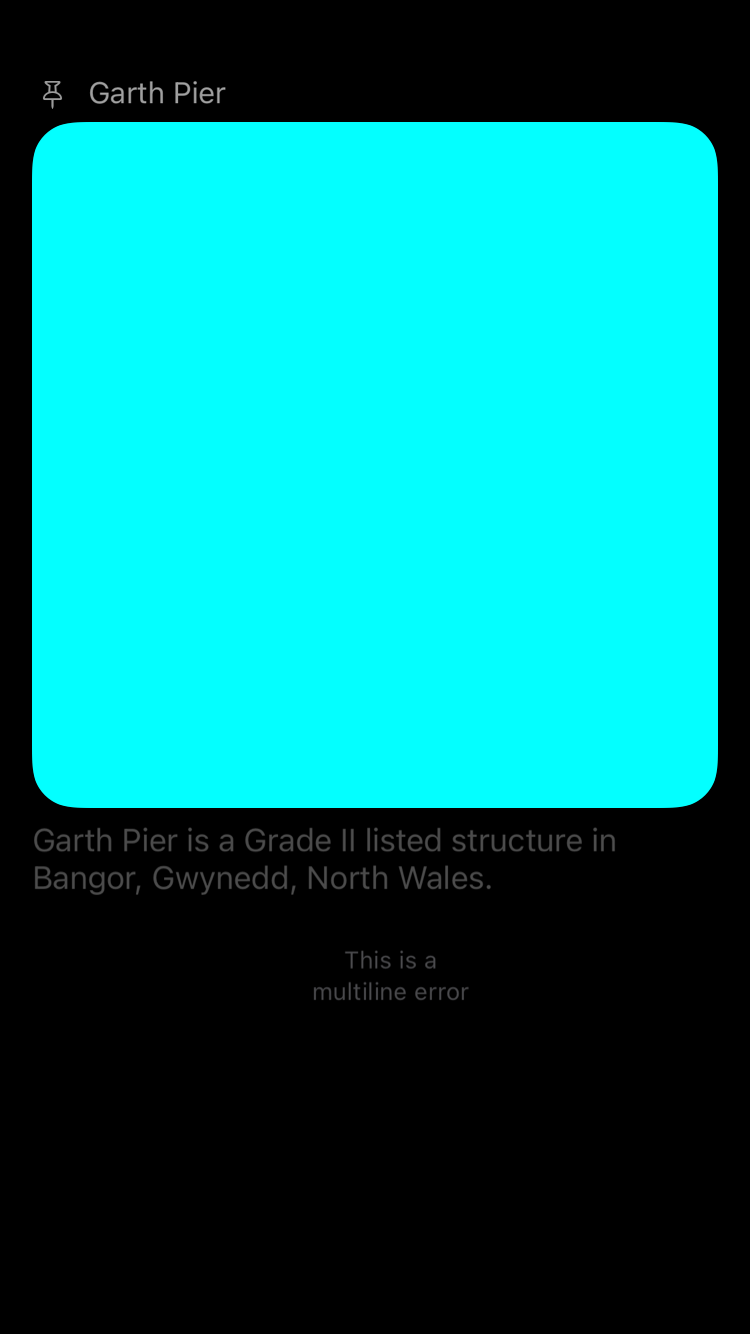 Garth Pier
Garth Pier is a Grade II listed structure in
Bangor, Gwynedd, North Wales.
This is a
multiline error